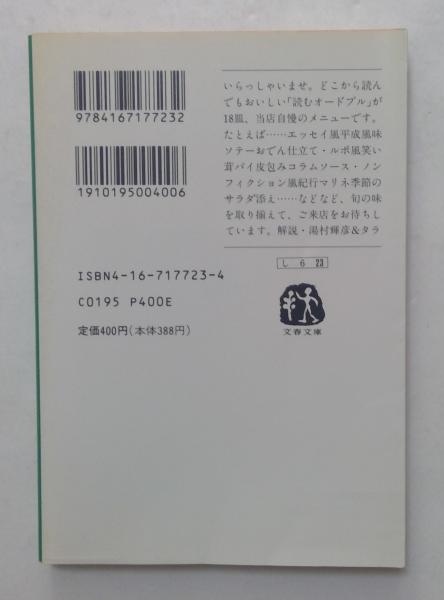 9784167177232
1910195004006
いらっしゃいませ。どこから読ん
でもおいしい「読むオードブル」が
18皿、当店自慢のメニューです。
たとえば……エッセイ風平成風味
ソテーおでん仕立て・ルポ風笑い
茸パイ皮包みコラムソース・ノン
フィクション風紀行マリネ季節の
サラダ添え……などなど、旬の味
を取り揃えて、ご来店をお待ちし
ています。解説・湯村輝彦&タラ
ISBN4-16-717723-4
C0195 P400E
定価400円(本体388円)
し 6 23
文春文庫